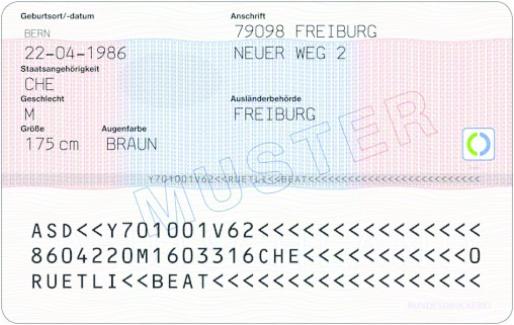 Geburtsort/-datum
BERN
22-04-1986
Staatsangehörigkeit
CHE
Geschlecht
M
Größe Augenfarbe
175 cm BRAUN
Anschrift
79098 FREIBURG
NEUER WEG 2
Ausländerbehörde
FREIBURG
MUSTER
Y701001V62<<RUETLI<<BEAT<<<<<<<<<<<<<<<<<<<<<<<<
ASD<<Y701001V62<<<<<<<<<<<<<<<
8604220M1603316CHE<<<<<<<<<<<0
RUETLI<<BEAT<<<<<<<<<<<<<<<<<<
BUNDESDRUCKEREI